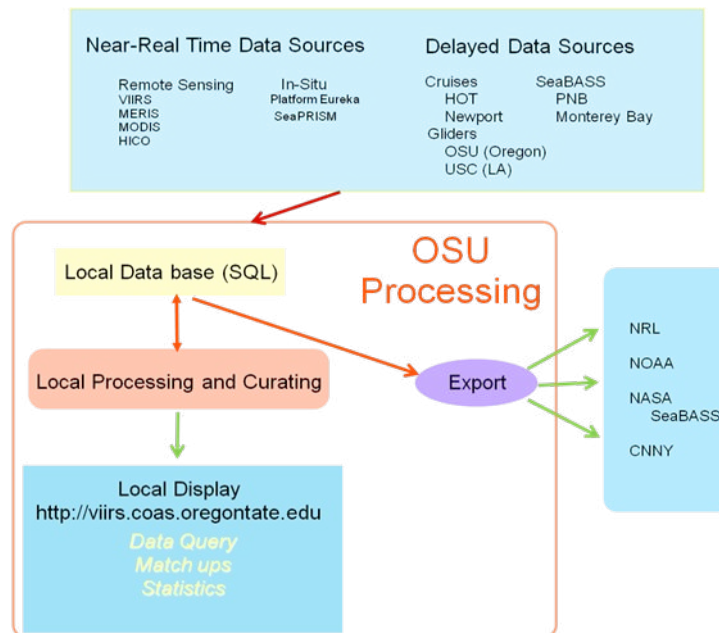 Near-Real Time Data Sources
Remote Sensing
VIIRS
MERIS
MODIS
HICO
In-Situ
Platform Eureka
SeaPRISM
Delayed Data Sources
Cruises
HOT
Newport
Gliders
OSU (Oregon)
USC (LA)
SeaBASS
PNB
Monterey Bay
OSU
Processing
Local Data base (SQL)
Local Processing and Curating
Export
Local Display
http://viirs.coas.oregontate.edu
Data Query
Match ups
Statistics
NRL
NOAA
NASA
SeaBASS
CNNY